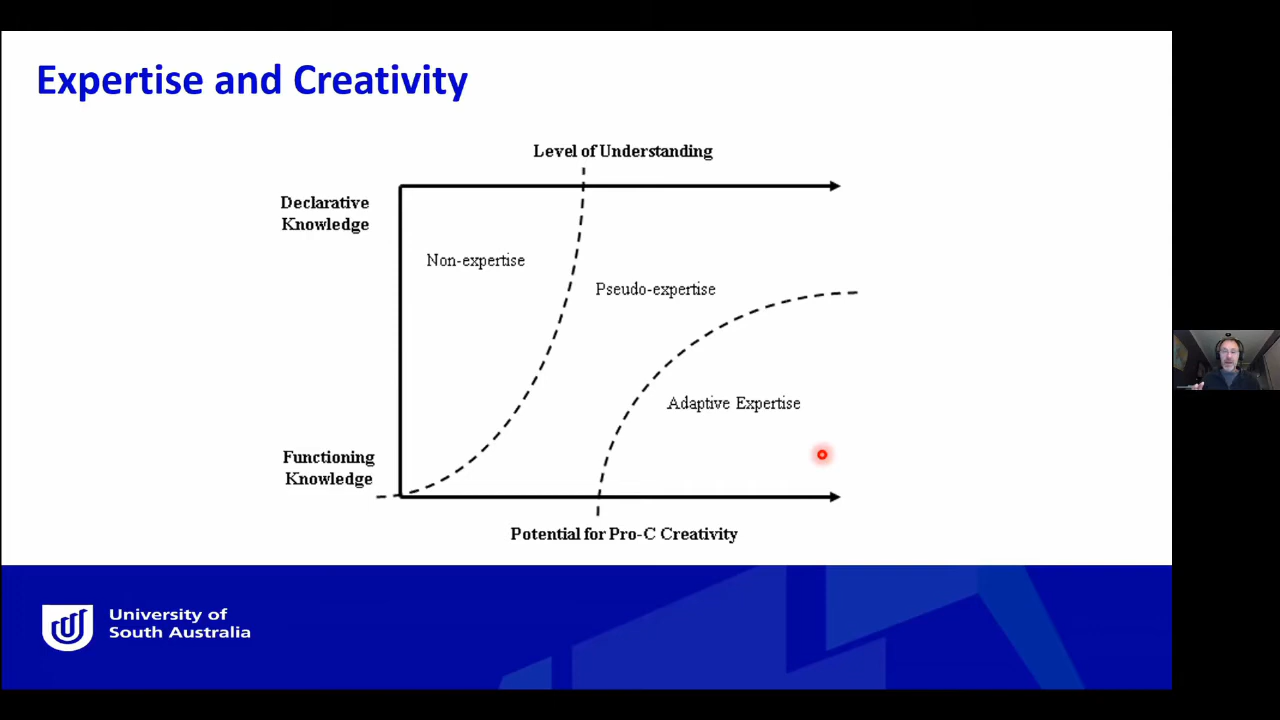 Expertise and Creativity
Level of Understanding
Declarative
Knowledge
Non-expertise
Pseudo-expertise
Adaptive Expertise
Functioning
Knowledge
Potential for Pro-C Creativity
University of
South Australia